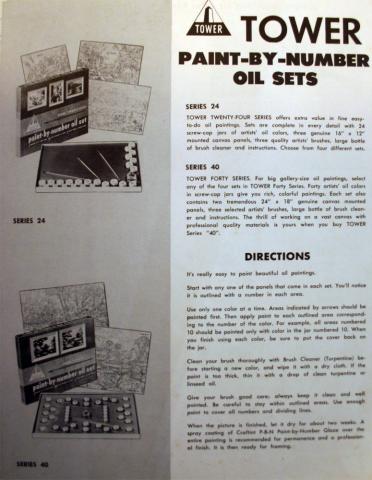 TOWER
TOWER
PAINT-BY-NUMBER
OIL SETS
SERIES 24
TOWER TWENTY-FOUR SERIES offers extra value in fine easy-
to-do oil paintings. Sets are complete in every detail with 24
screw-cap jars of artists' oil colors, three genuine 16" x 12"
mounted canvas panels, three quality artists' brushes, large bottle
of brush cleaner and instructions. Choose from four different sets.
SERIES 40
TOWER FORTY SERIES. For big gallery-size oil paintings, select
any of the four sets in TOWER Forty Series. Forty artists' oil colors
in screw-cap jars give you rich, colorful paintings. Each set also
contains two tremendous 24" x 18" genuine canvas mounted
panels, three selected artists' brushes, large bottle of brush clean-
er and instructions. The thrill of working on a vast canvas with
professional quality materials is yours when you buy TOWER
Series "40".
DIRECTIONS
It's really easy to paint beautiful oil paintings.
Start with any one of the panels that come in each set. You'll notice
it is outlined with a number in each area.
Use only one color at a time. Areas indicated by arrows should be
painted first. Then apply paint to each outlined area correspond-
ing to the number of the color. For example, all areas numbered
10 should be painted only with color in the jar numbered 10. When
you finish using each color, be sure to put the cover back on
the jar.
Clean your brush thoroughly with Brush Cleaner (Turpentine) be-
fore starting a new color, and wipe it with a dry cloth. If the
paint is too thick, thin it with a drop of clean turpentine or
linseed oil.
Give your brush good care; always keep it clean and well
pointed. Be careful to stay within outlined areas. Use enough
paint to cover all numbers and dividing lines.
When the picture is finished, let it dry for about two weeks. A
spray coating of Craftint P-B-N Paint-by-Number Glaze over the
entire painting is recommended for permanence and a profession-
al finish. It is then ready for framing.
paint-by-number oil set
SERIES 24
paint-by-number oil set
SERIES 40